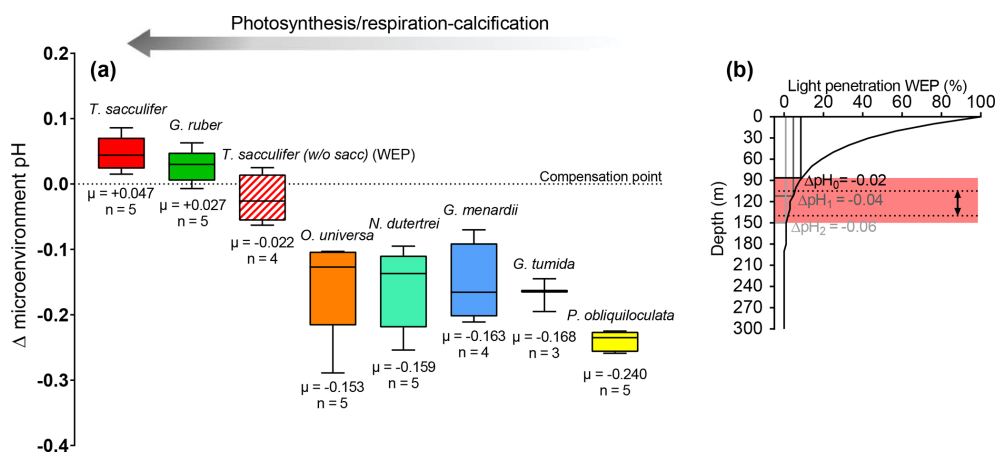 Photosynthesis/respiration-calcification
(a)
0.2
0.1
0.0
-0.1
-0.2
-0.3
-0.4
Δ microenvironment pH
T. sacculifer
μ = +0.047
n = 5
G. ruber
μ = +0.027
n = 5
T. sacculifer (w/o sacc) (WEP)
μ = -0.022
n = 4
Compensation point
O. universa
μ = -0.153
n = 5
N. dutertrei
μ = -0.159
n = 5
G. menardii
μ = -0.163
n = 4
G. tumida
μ = -0.168
n = 3
P. obliquiloculata
μ = -0.240
n = 5
(b)
Light penetration WEP (%)
0 20 40 60 80 100
0
30
60
90
120
150
180
210
240
270
300
Depth (m)
ΔpH0= -0.02
ΔpH1 = -0.04
ΔpH2 = -0.06